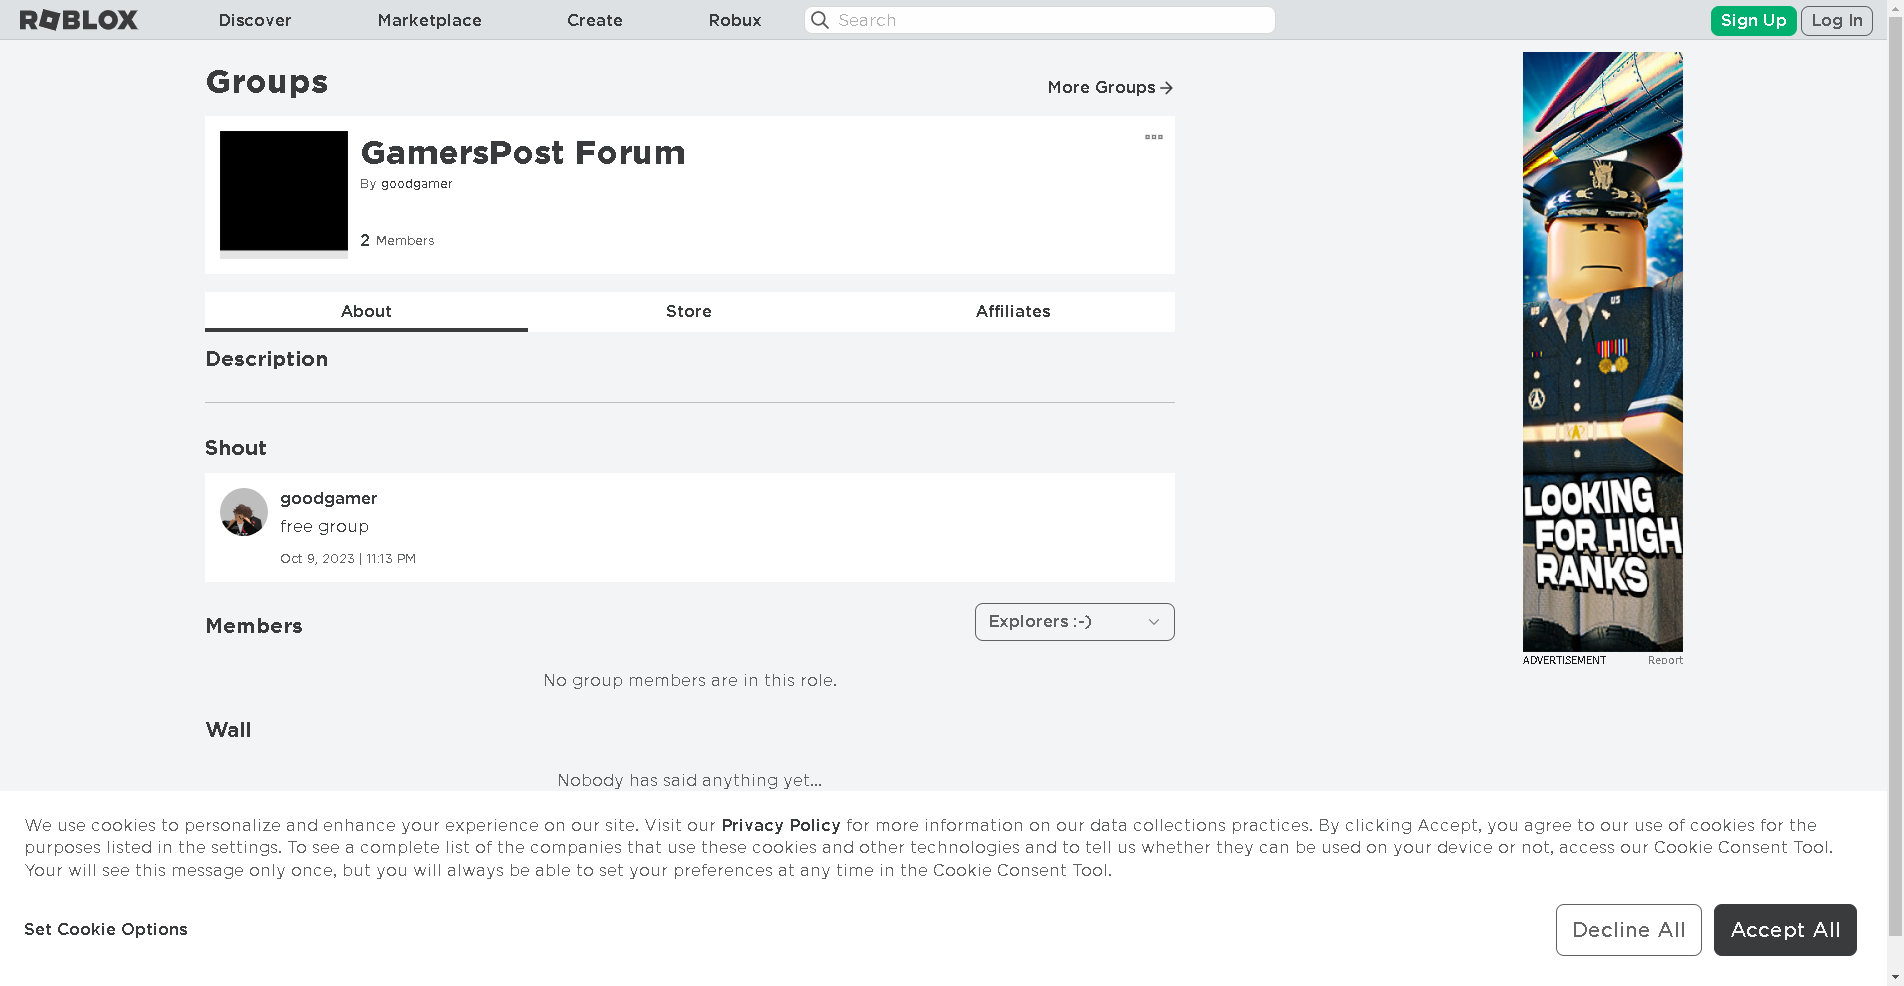 ROBLOX Discover Marketplace Create Robux Search Sign Up Log In
Groups
More Groups
GamersPost Forum
By goodgamer
2 Members
About Store Affiliates
Description
Shout
goodgamer
free group
Oct 9, 2023 | 11:13 PM
Members
Explorers :-)
No group members are in this role.
Wall
Nobody has said anything yet...
US US
LOOKING
FOR HIGH
RANKS
ADVERTISEMENT Report
We use cookies to personalize and enhance your experience on our site. Visit our Privacy Policy for more information on our data collections practices. By clicking Accept, you agree to our use of cookies for the
purposes listed in the settings. To see a complete list of the companies that use these cookies and other technologies and to tell us whether they can be used on your device or not, access our Cookie Consent Tool.
Your will see this message only once, but you will always be able to set your preferences at any time in the Cookie Consent Tool.
Set Cookie Options
Decline All Accept All